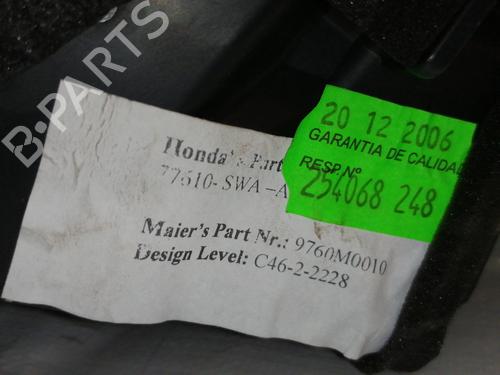 B-PARTS
Honda's Part
77610-SWA-A
Maier's Part Nr.: 9760M0010
Design Level: C46-2-2228
20 12 2006
GARANTIA DE CALIDAD
RESP. Nº
254068 248